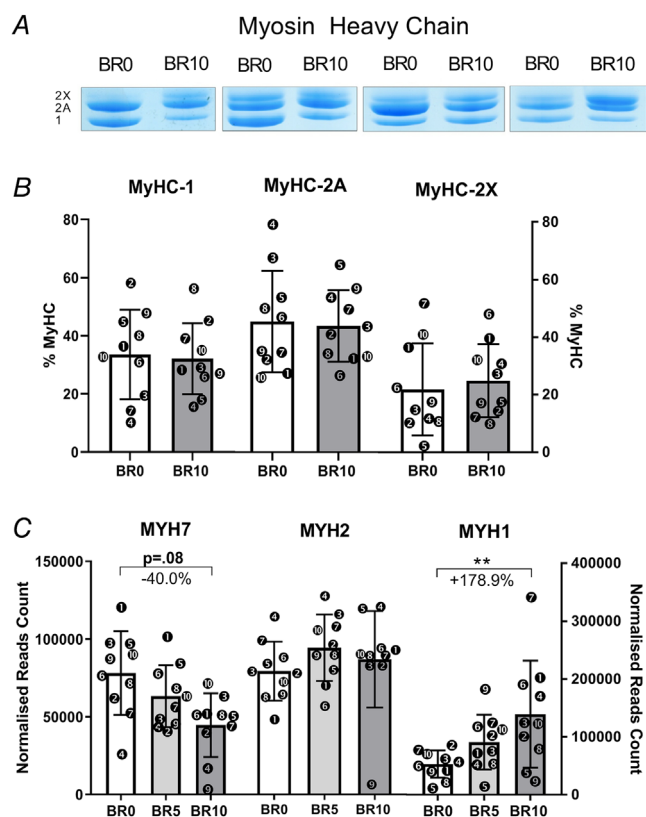 A
Myosin Heavy Chain
BR0 BR10 BR0 BR10 BR0 BR10 BR0 BR10
2X
2A
1
B
MyHC-1 MyHC-2A MyHC-2X
% MyHC
80
60
40
20
0
80
60
40
20
0
% MyHC
BR0 BR10 BR0 BR10 BR0 BR10
C
MYH7 MYH2 MYH1
p=.08
-40.0%
**
+178.9%
Normalised Reads Count
150000
100000
50000
0
400000
300000
200000
100000
0
Normalised Reads Count
BR0 BR5 BR10 BR0 BR5 BR10 BR0 BR5 BR10